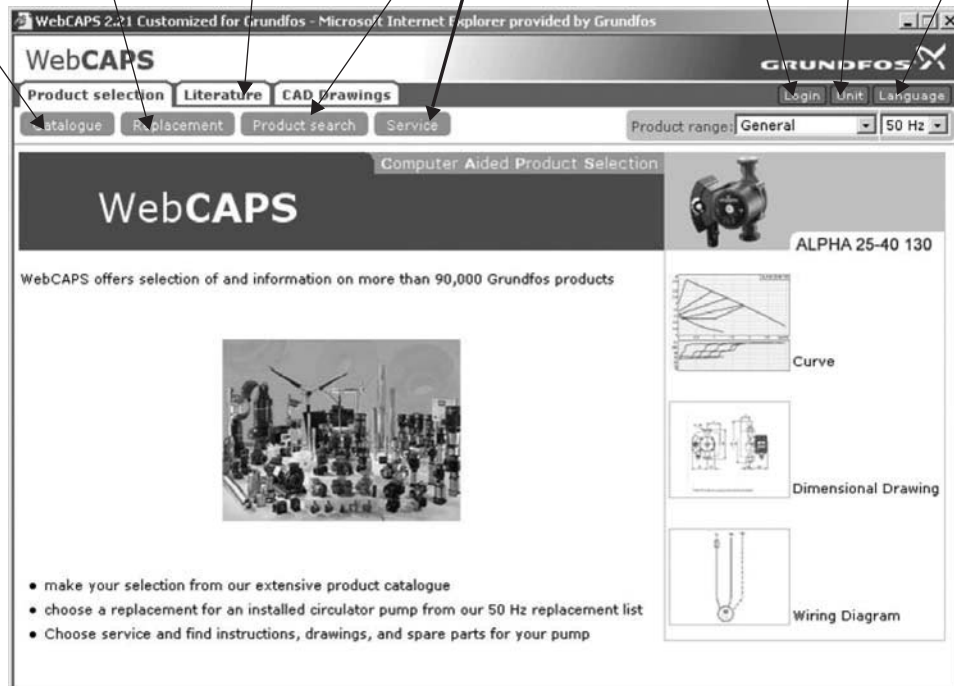 WebCAPS 2.21 Customized for Grundfos - Microsoft Internet Explorer provided by Grundfos
WebCAPS
GRUNDFOS
Product selection Literature CAD Drawings
Login Unit Language
Catalogue Replacement Product search Service
Product range: General 50 Hz
Computer Aided Product Selection
WebCAPS
ALPHA 25-40 130
WebCAPS offers selection of and information on more than 90,000 Grundfos products
Curve
Dimensional Drawing
Wiring Diagram
• make your selection from our extensive product catalogue
• choose a replacement for an installed circulator pump from our 50 Hz replacement list
• Choose service and find instructions, drawings, and spare parts for your pump